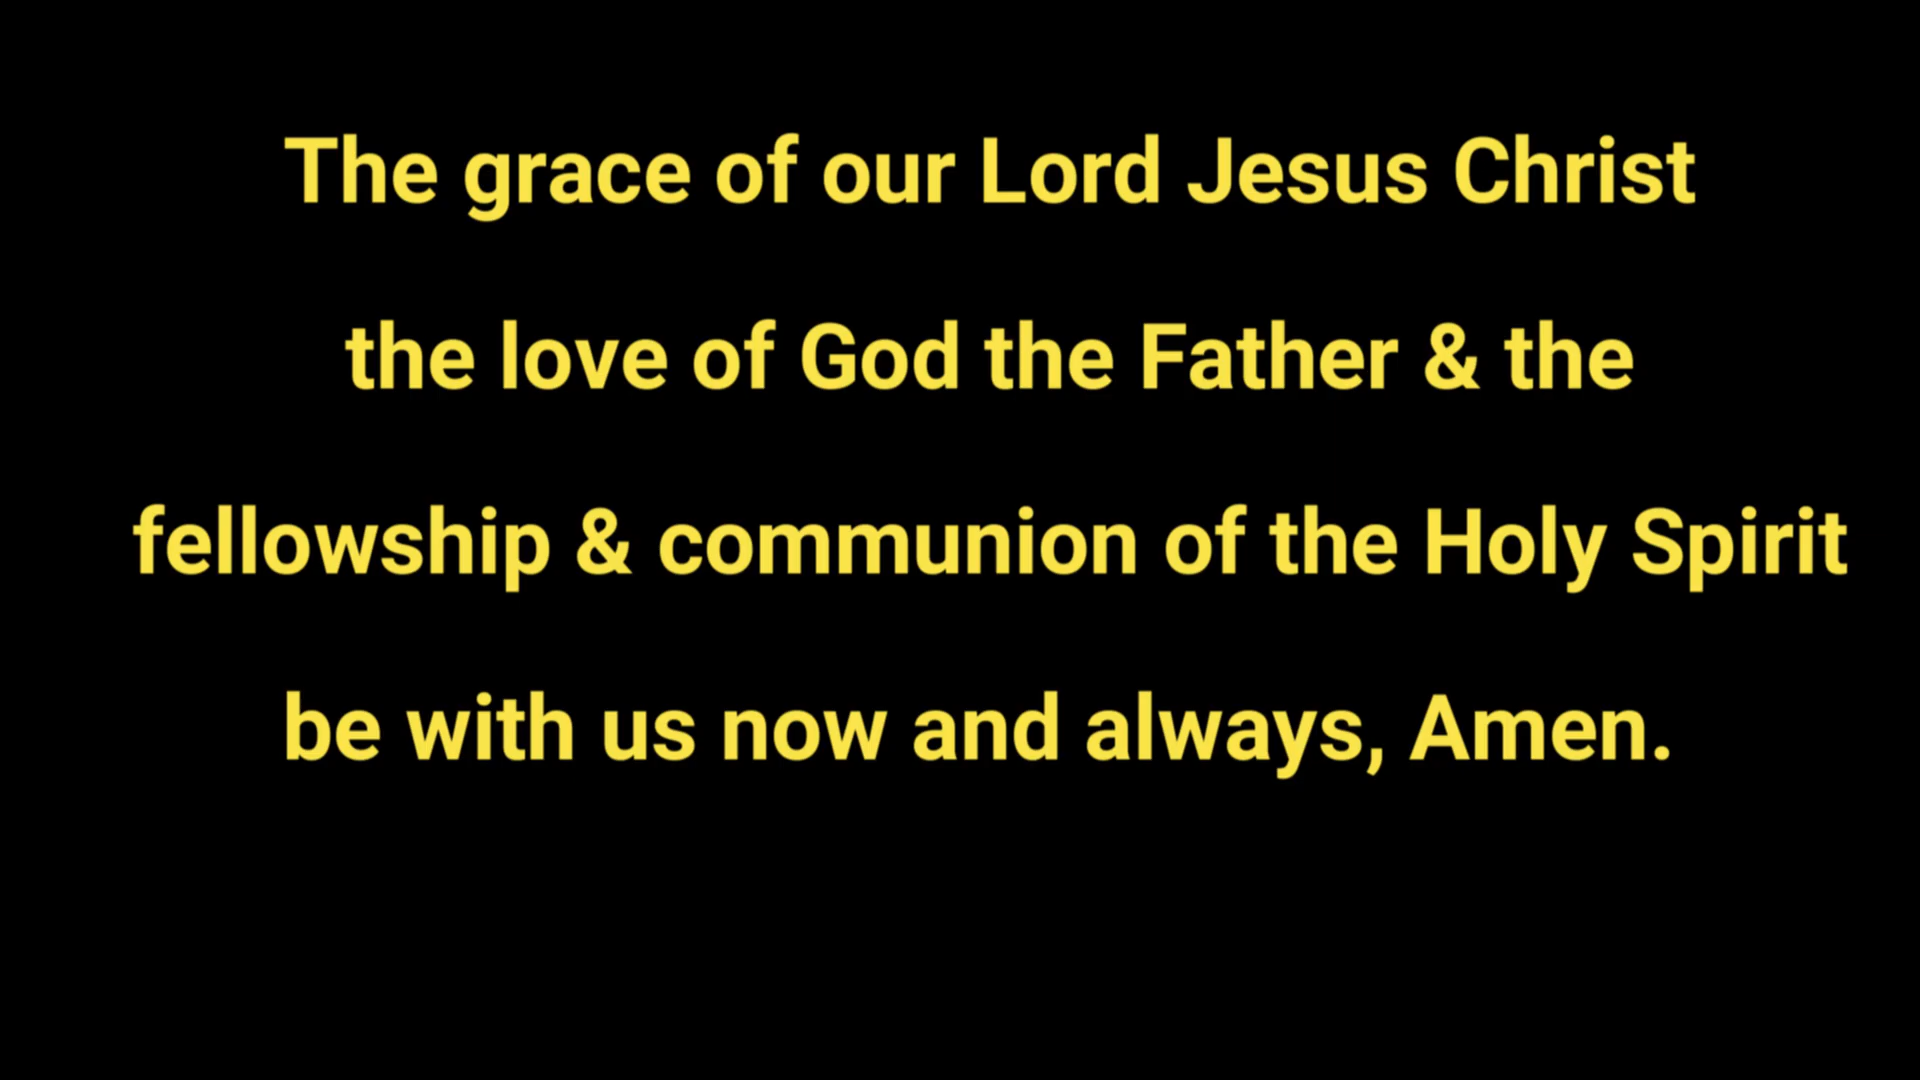 The grace of our Lord Jesus Christ
the love of God the Father & the
fellowship & communion of the Holy Spirit
be with us now and always, Amen.